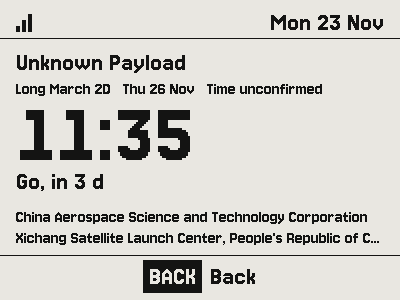 Mon 23 Nov
Unknown Payload
Long March 2D Thu 26 Nov Time unconfirmed
11:35
Go, in 3 d
China Aerospace Science and Technology Corporation
Xichang Satellite Launch Center, People's Republic of C...
BACK Back